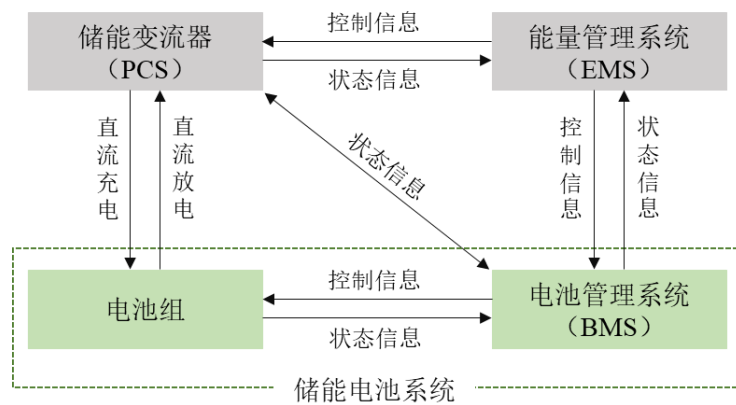 储能变流器
（PCS）
控制信息
状态信息
能量管理系统
（EMS）
直流充电
直流放电
状态信息
控制信息
状态信息
电池组
控制信息
状态信息
电池管理系统
（BMS）
储能电池系统